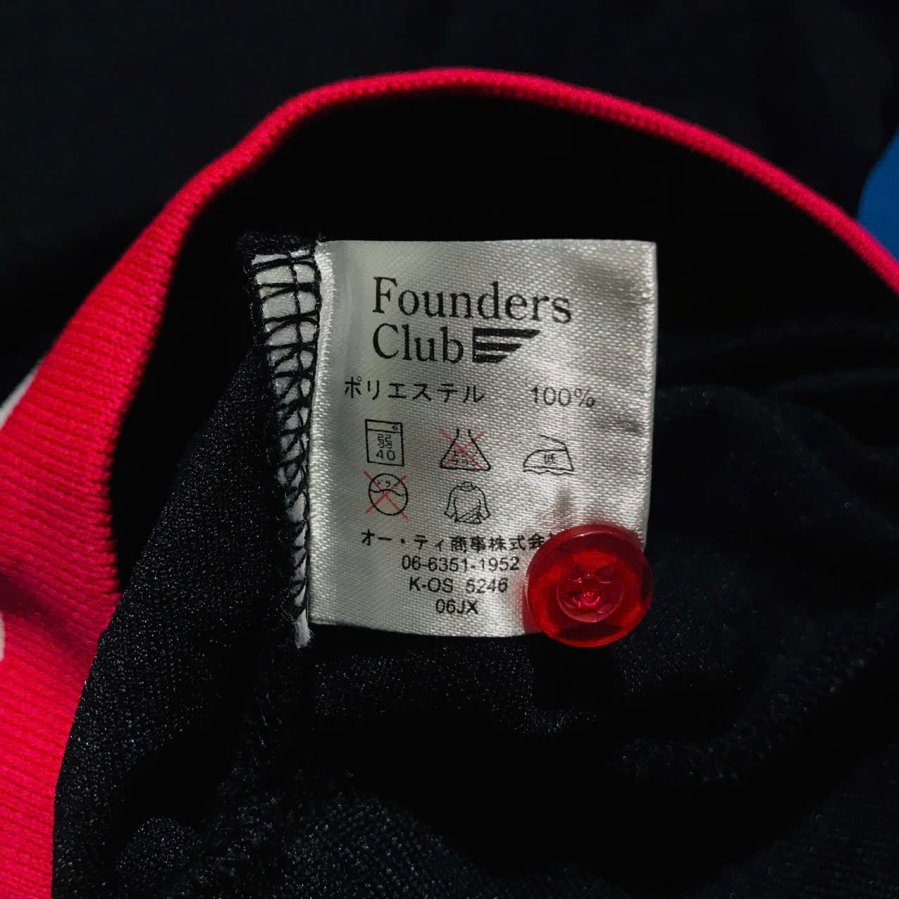 Founders
Club
ポリエステル 100%
40
オー・ティ商事株式会
06-6351-1952
K-OS 5246
06JX